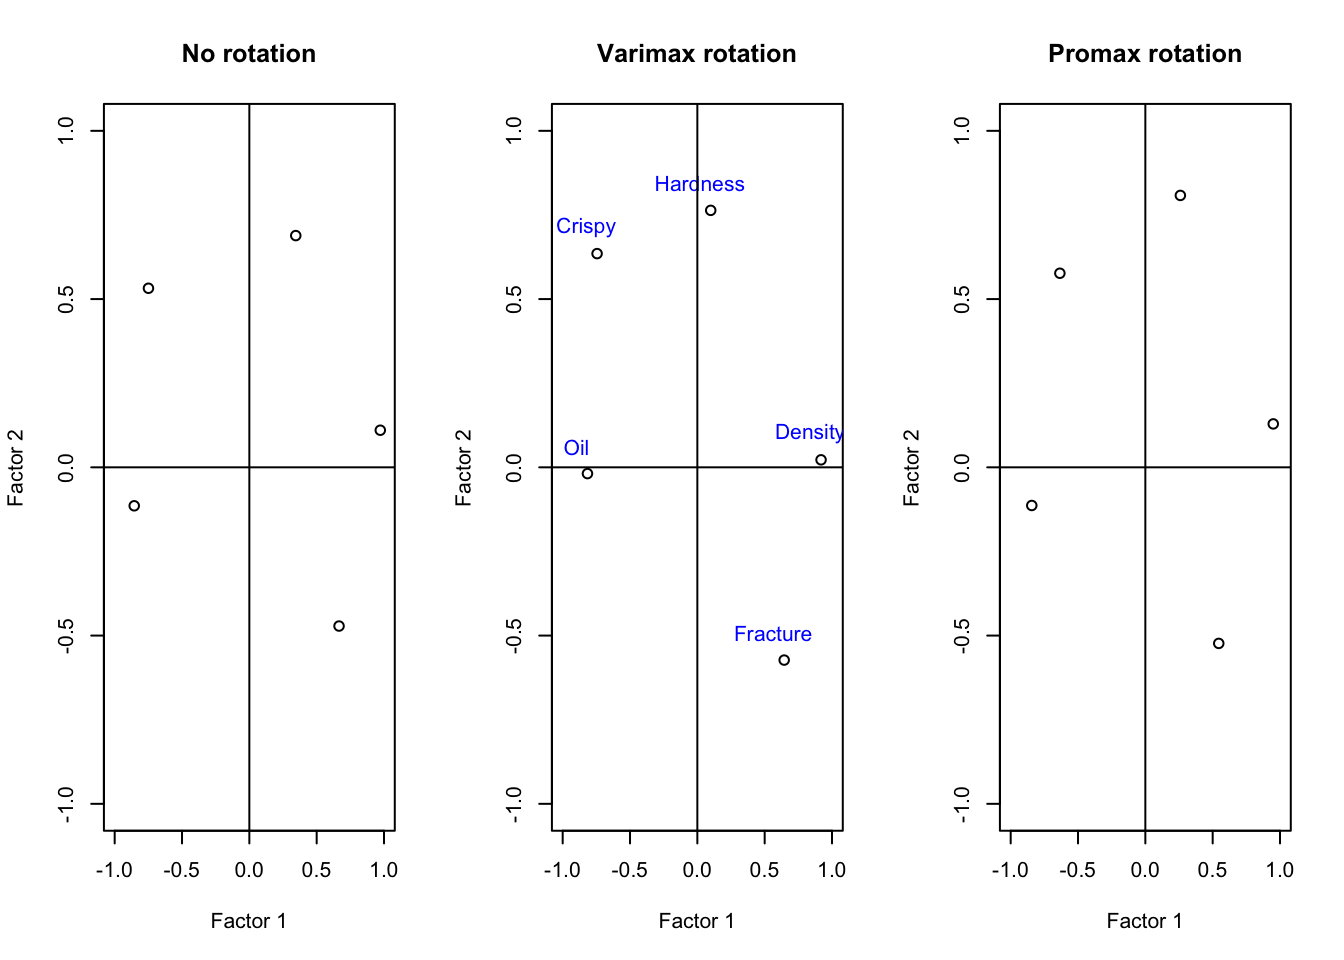 No rotation
1.0
0.5
0.0
-0.5
-1.0
Factor 2
-1.0 -0.5 0.0 0.5 1.0
Factor 1
Varimax rotation
1.0
0.5
0.0
-0.5
-1.0
Factor 2
Hardness
Crispy
Density
Oil
Fracture
-1.0 -0.5 0.0 0.5 1.0
Factor 1
Promax rotation
1.0
0.5
0.0
-0.5
-1.0
Factor 2
-1.0 -0.5 0.0 0.5 1.0
Factor 1